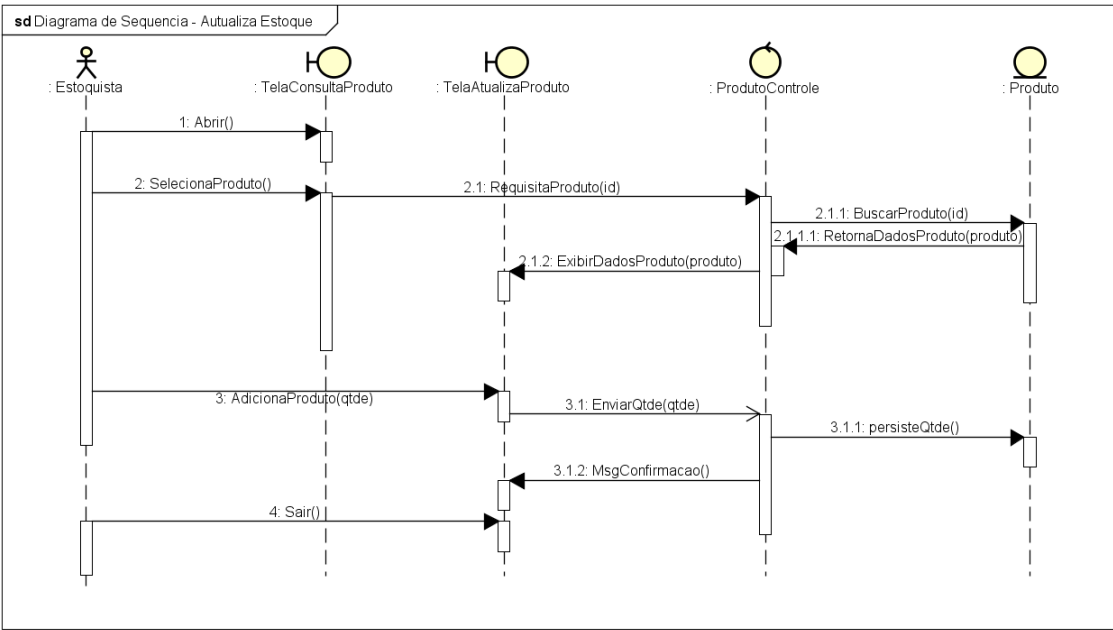 sd Diagrama de Sequencia - Autualiza Estoque
: Estoquista
: TelaConsultaProduto
: TelaAtualizaProduto
: ProdutoControle
: Produto
1: Abrir()
2: SelecionaProduto()
2.1: RequisitaProduto(id)
2.1.1: BuscarProduto(id)
2.1.1.1: RetornaDadosProduto(produto)
2.1.2: ExibirDadosProduto(produto)
3: AdicionaProduto(qtde)
3.1: EnviarQtde(qtde)
3.1.1: persisteQtde()
3.1.2: MsgConfirmacao()
4: Sair()